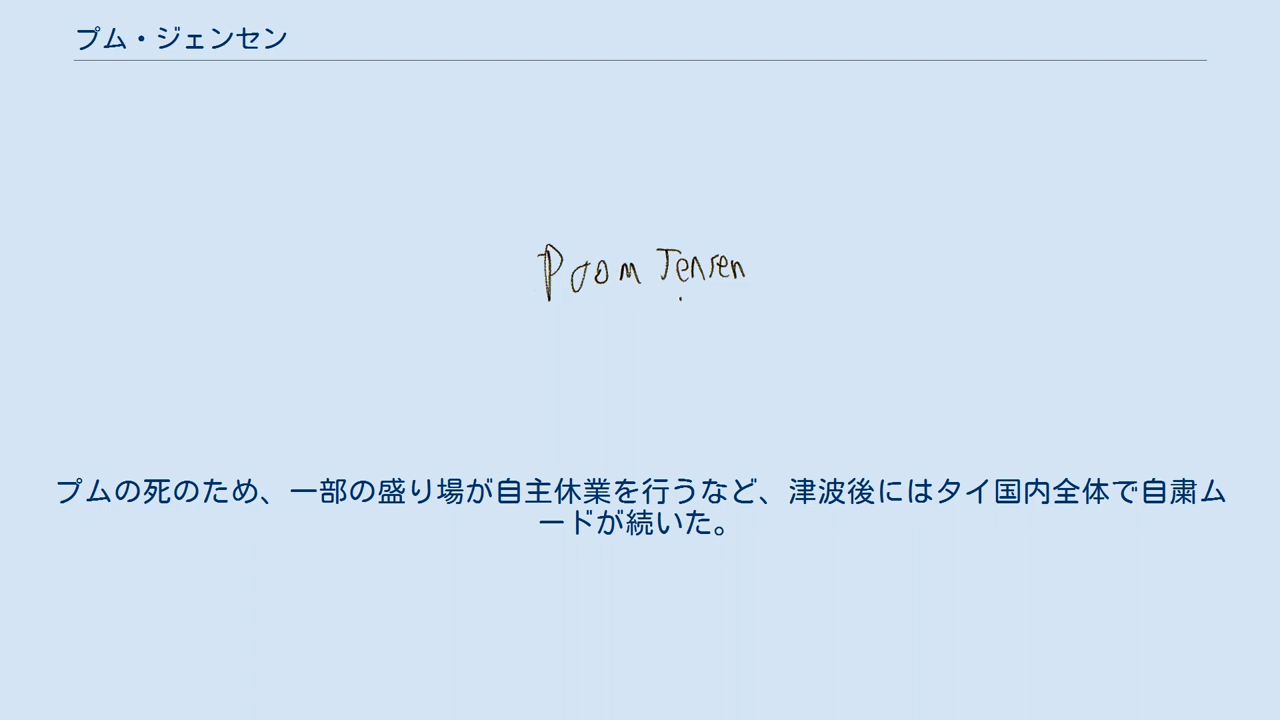 プム・ジェンセン
Poom Jensen
プムの死のため、一部の盛り場が自主休業を行うなど、津波後にはタイ国内全体で自粛ム
ードが続いた。